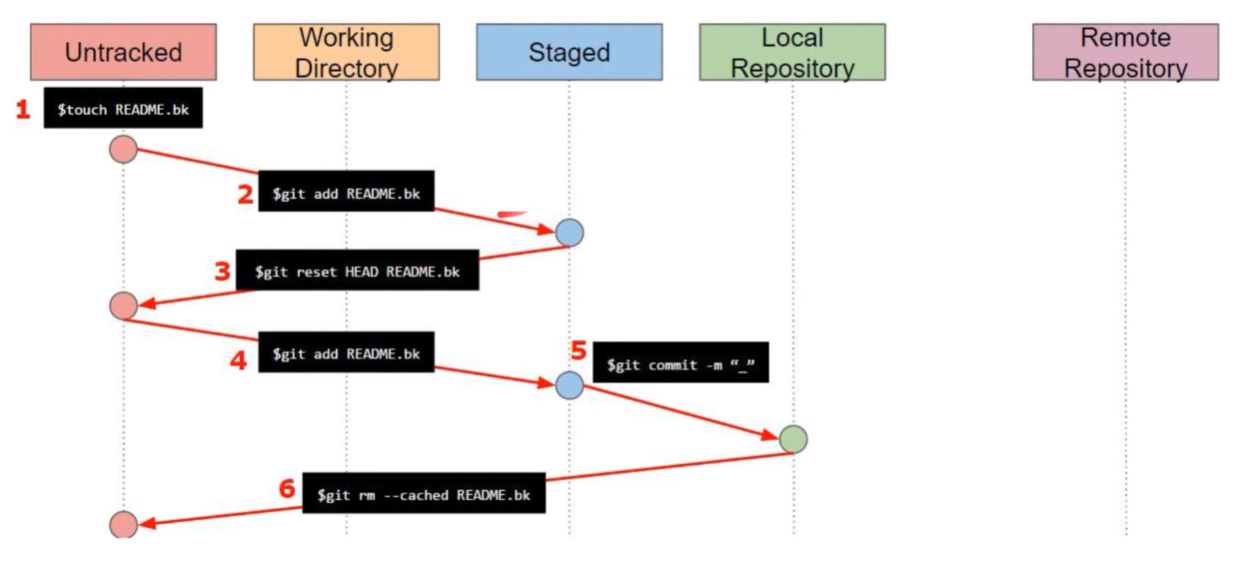 Untracked
Working
Directory
Staged
Local
Repository
Remote
Repository
1
$touch README.bk
2
$git add README.bk
3
$git reset HEAD README.bk
4
$git add README.bk
5
$git commit -m “_”
6
$git rm --cached README.bk